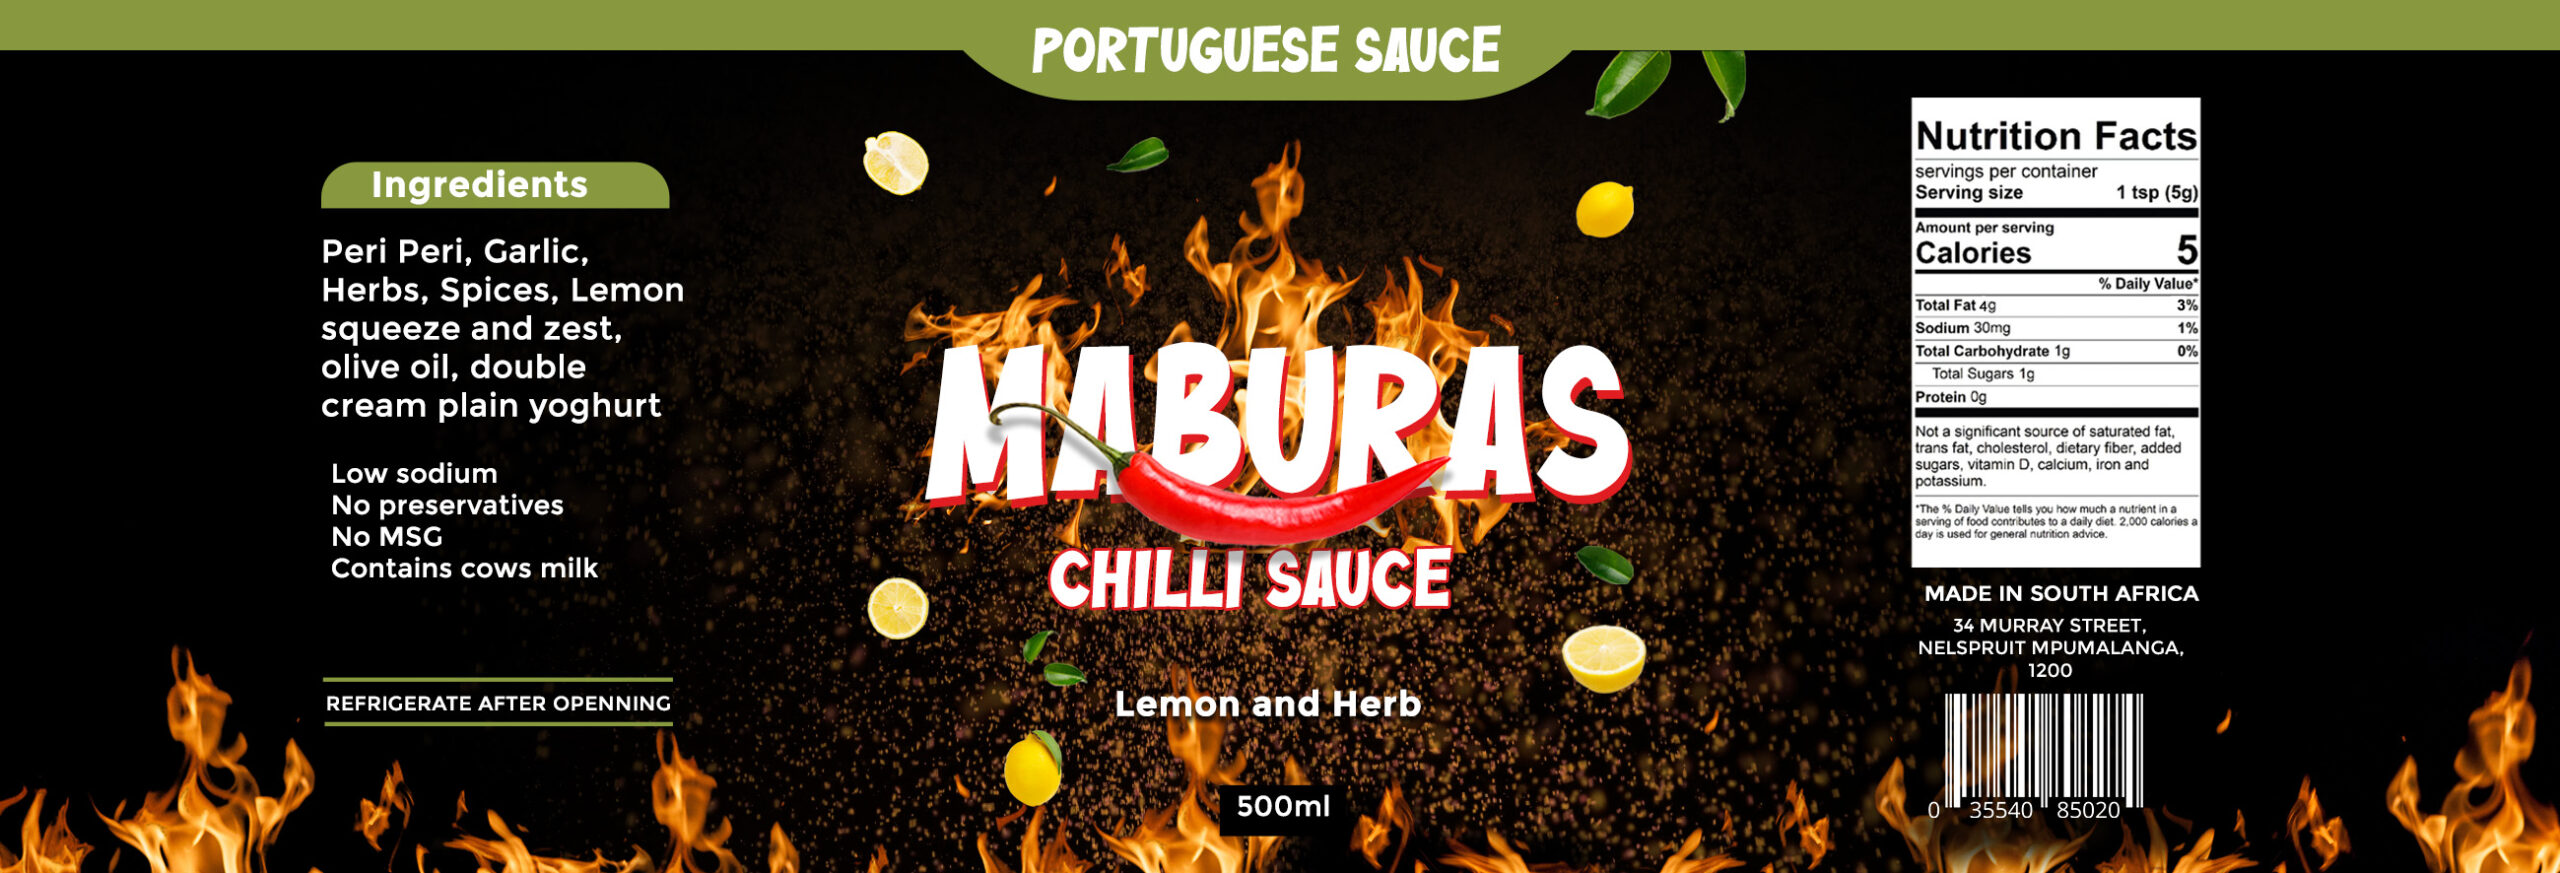 PORTUGUESE SAUCE
Ingredients
Peri Peri, Garlic,
Herbs, Spices, Lemon
squeeze and zest,
olive oil, double
cream plain yoghurt
Low sodium
No preservatives
No MSG
Contains cows milk
REFRIGERATE AFTER OPENNING
MABURAS
CHILLI SAUCE
Lemon and Herb
500ml
Nutrition Facts
servings per container
Serving size 1 tsp (5g)
Amount per serving
Calories 5
% Daily Value*
Total Fat 4g 3%
Sodium 30mg 1%
Total Carbohydrate 1g 0%
Total Sugars 1g
Protein 0g
Not a significant source of saturated fat,
trans fat, cholesterol, dietary fiber, added
sugars, vitamin D, calcium, iron and
potassium.
*The % Daily Value tells you how much a nutrient in a
serving of food contributes to a daily diet. 2,000 calories a
day is used for general nutrition advice.
MADE IN SOUTH AFRICA
34 MURRAY STREET,
NELSPRUIT MPUMALANGA,
1200
0 35540 85020